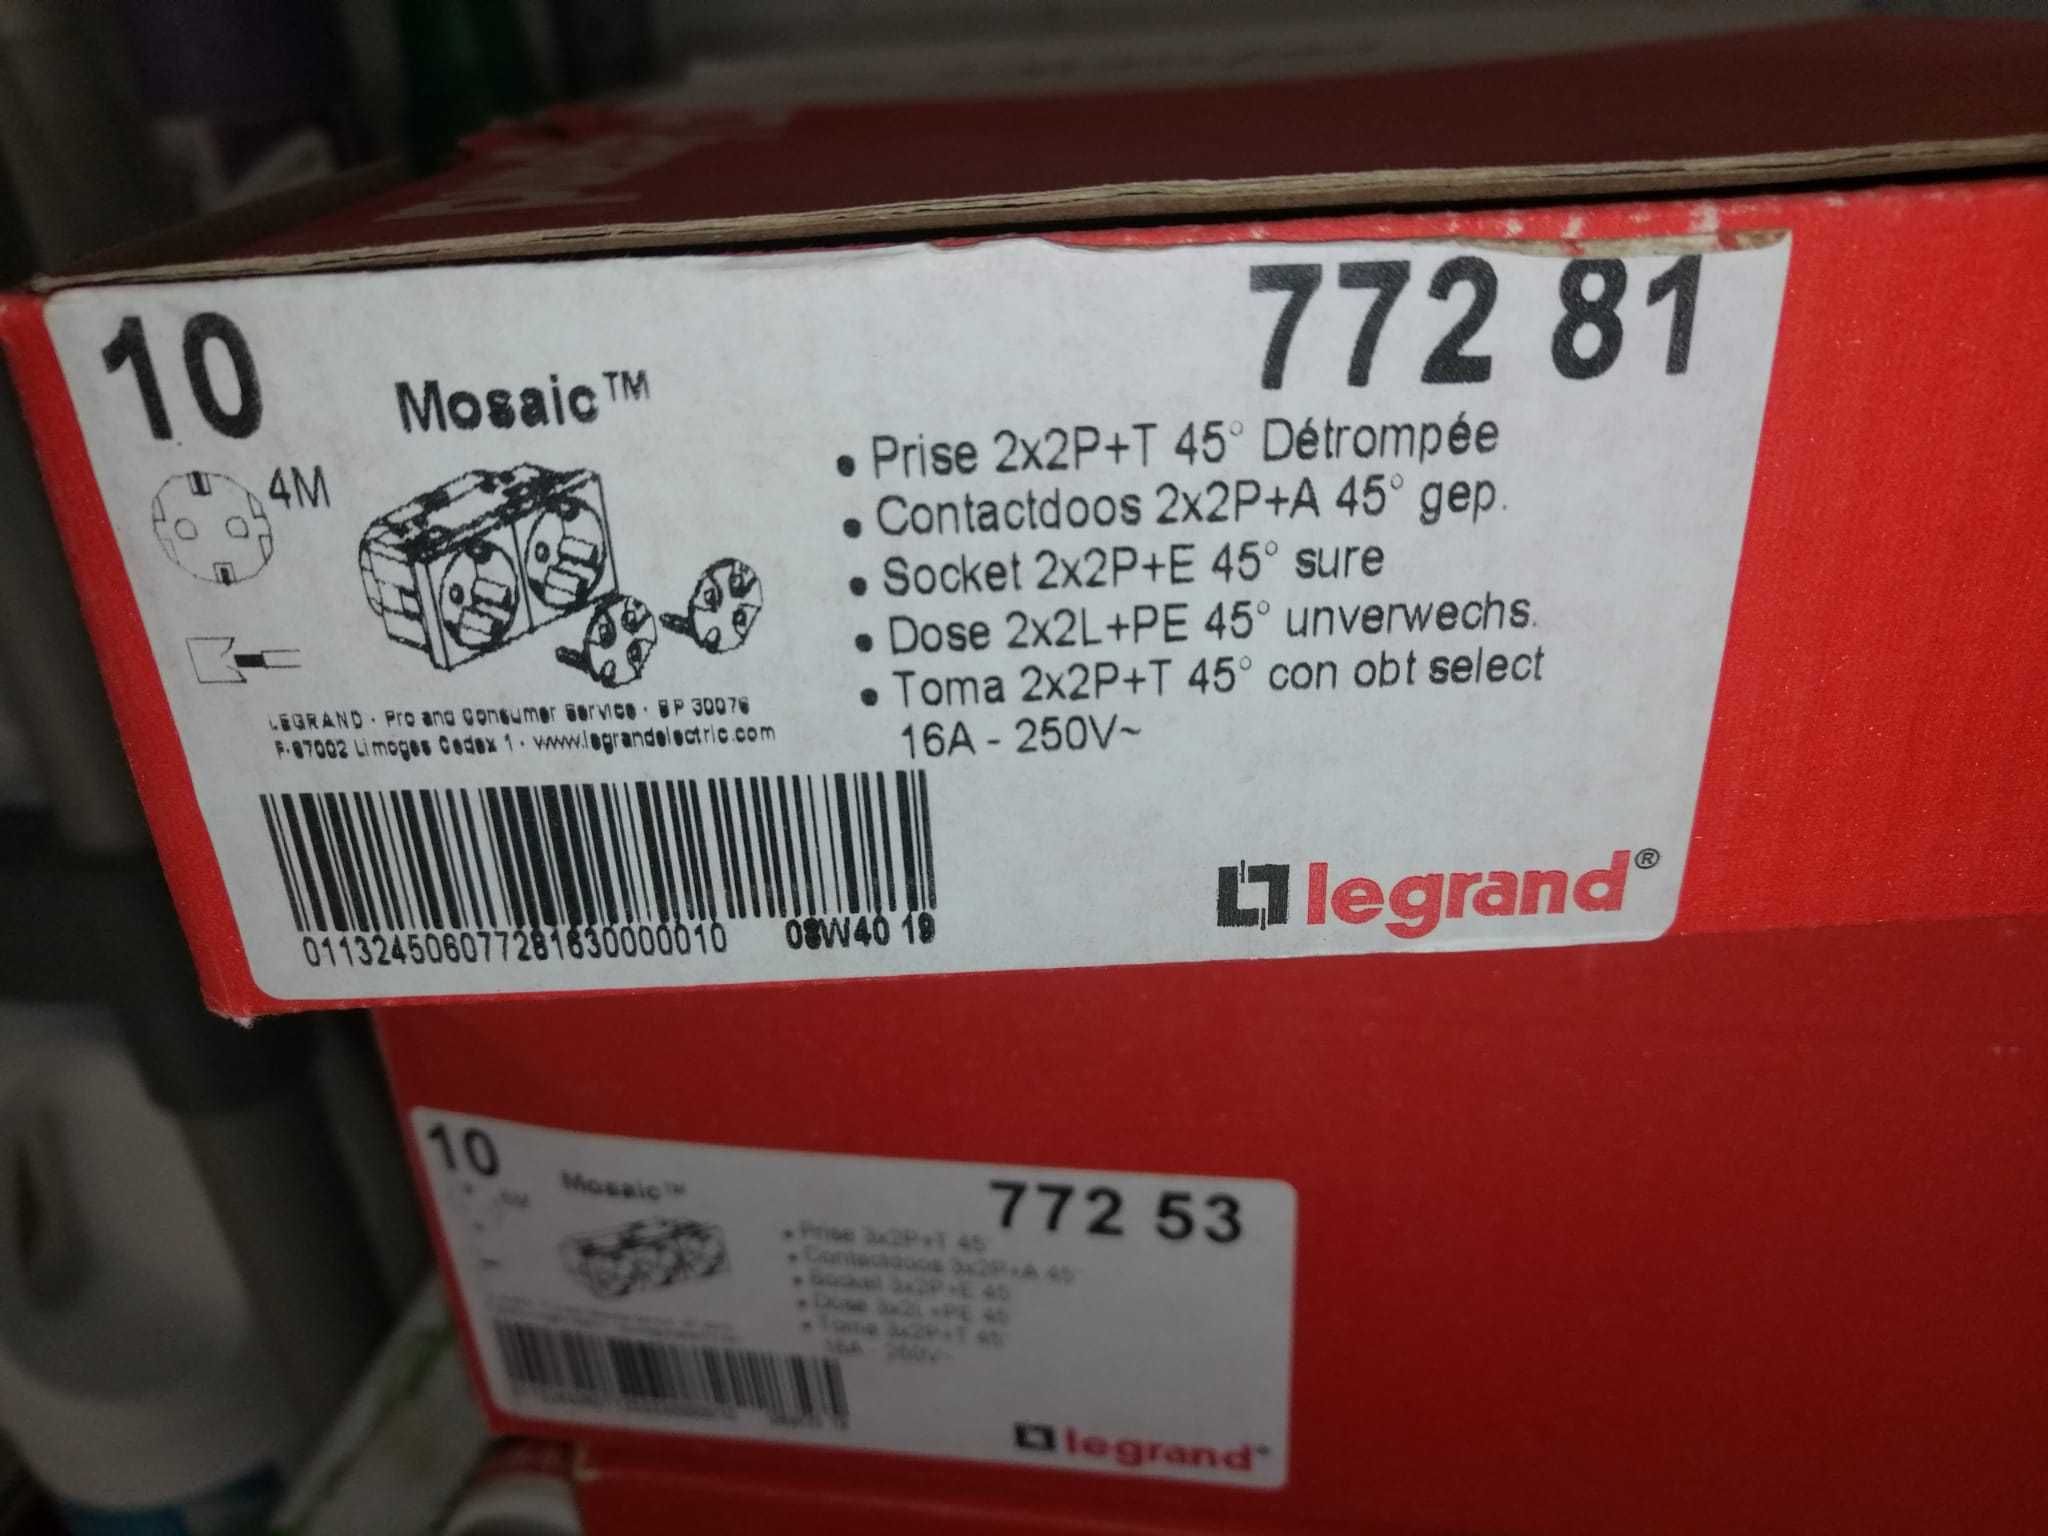 10
Mosaic™
772 81
4M
• Prise 2x2P+T 45° Détrompée
• Contactdoos 2x2P+A 45° gep.
• Socket 2x2P+E 45° sure
• Dose 2x2L+PE 45° unverwechs.
• Toma 2x2P+T 45° con obt select
16A - 250V~
LEGRAND - Pro and Consumer Service - BP 30076
F-87002 Limoges Cedex 1 - www.legrandelectric.com
011324506077281630000010 08W40 19
legrand®
10
Mosaic™
772 53
• Prise 3x2P+T 45°
• Contactdoos 3x2P+A 45°
• Socket 3x2P+E 45
• Dose 3x2L+PE 45
• Toma 3x2P+T 45°
16A - 250V~
legrand®